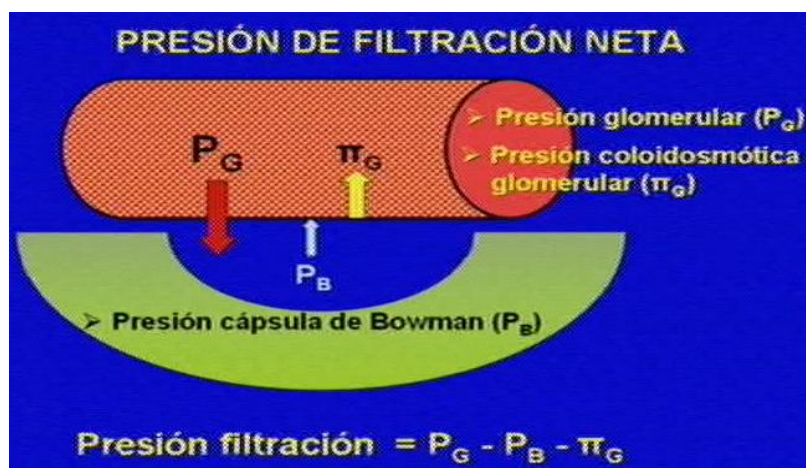 PRESIÓN DE FILTRACIÓN NETA
➢ Presión glomerular (P_G)
➢ Presión coloidosmótica
glomerular (π_G)
P_G
π_G
P_B
➢ Presión cápsula de Bowman (P_B)
Presión filtración = P_G - P_B - π_G